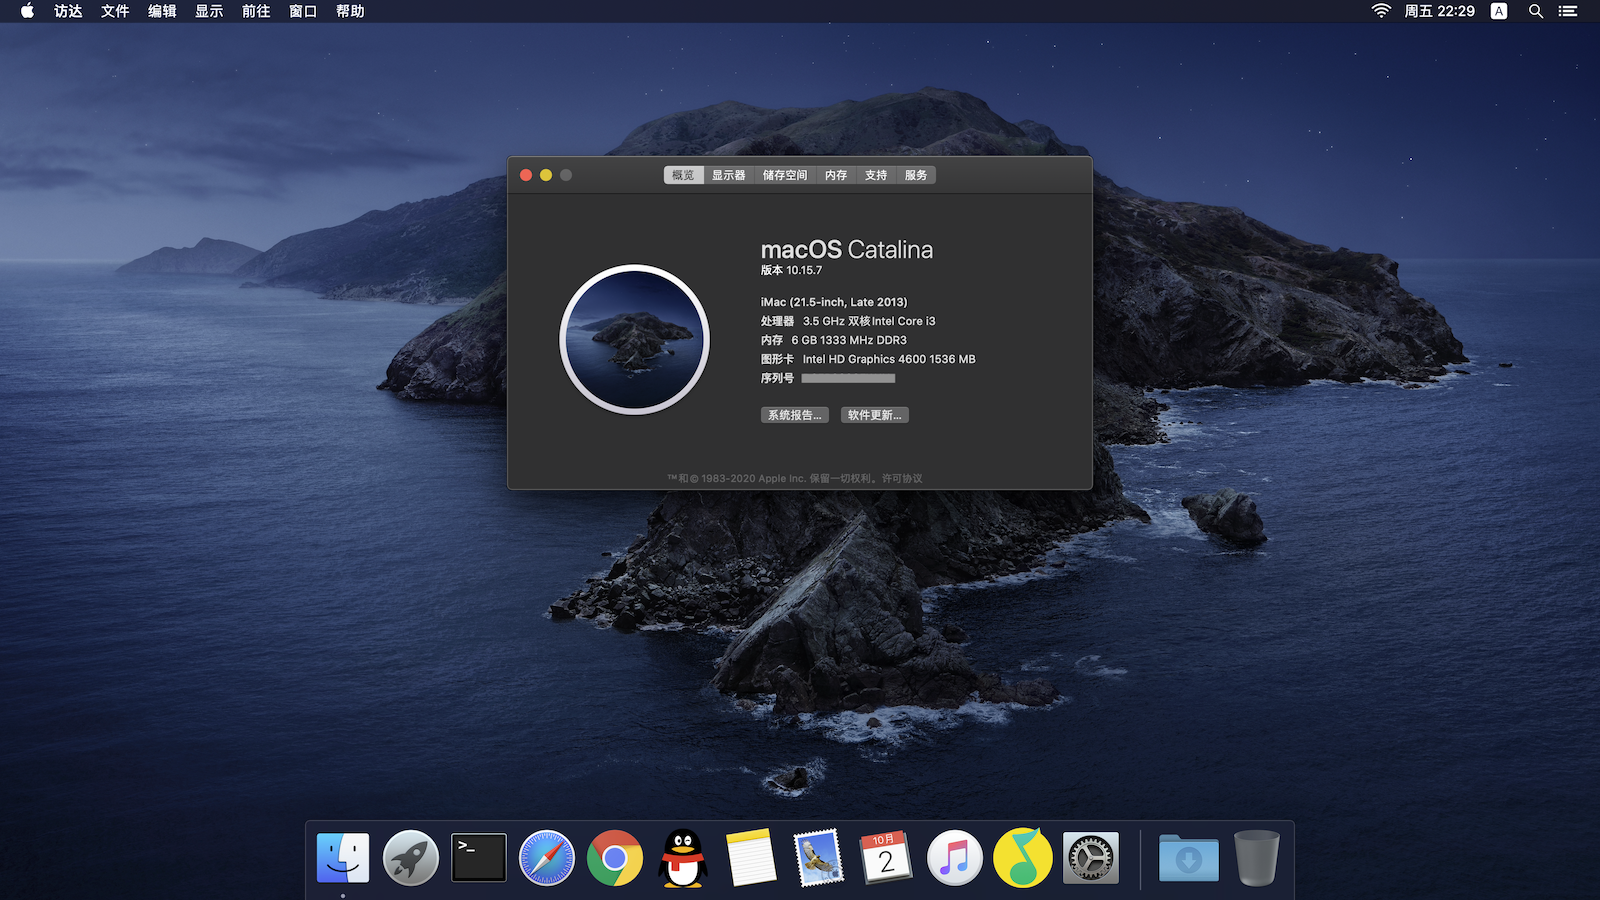 访达 文件 编辑 显示 前往 窗口 帮助 周五 22:29 A
概览 显示器 储存空间 内存 支持 服务
macOS Catalina
版本 10.15.7
iMac (21.5-inch, Late 2013)
处理器 3.5 GHz 双核Intel Core i3
内存 6 GB 1333 MHz DDR3
图形卡 Intel HD Graphics 4600 1536 MB
序列号
系统报告... 软件更新...
™和© 1983-2020 Apple Inc. 保留一切权利。许可协议
>_
10月
2